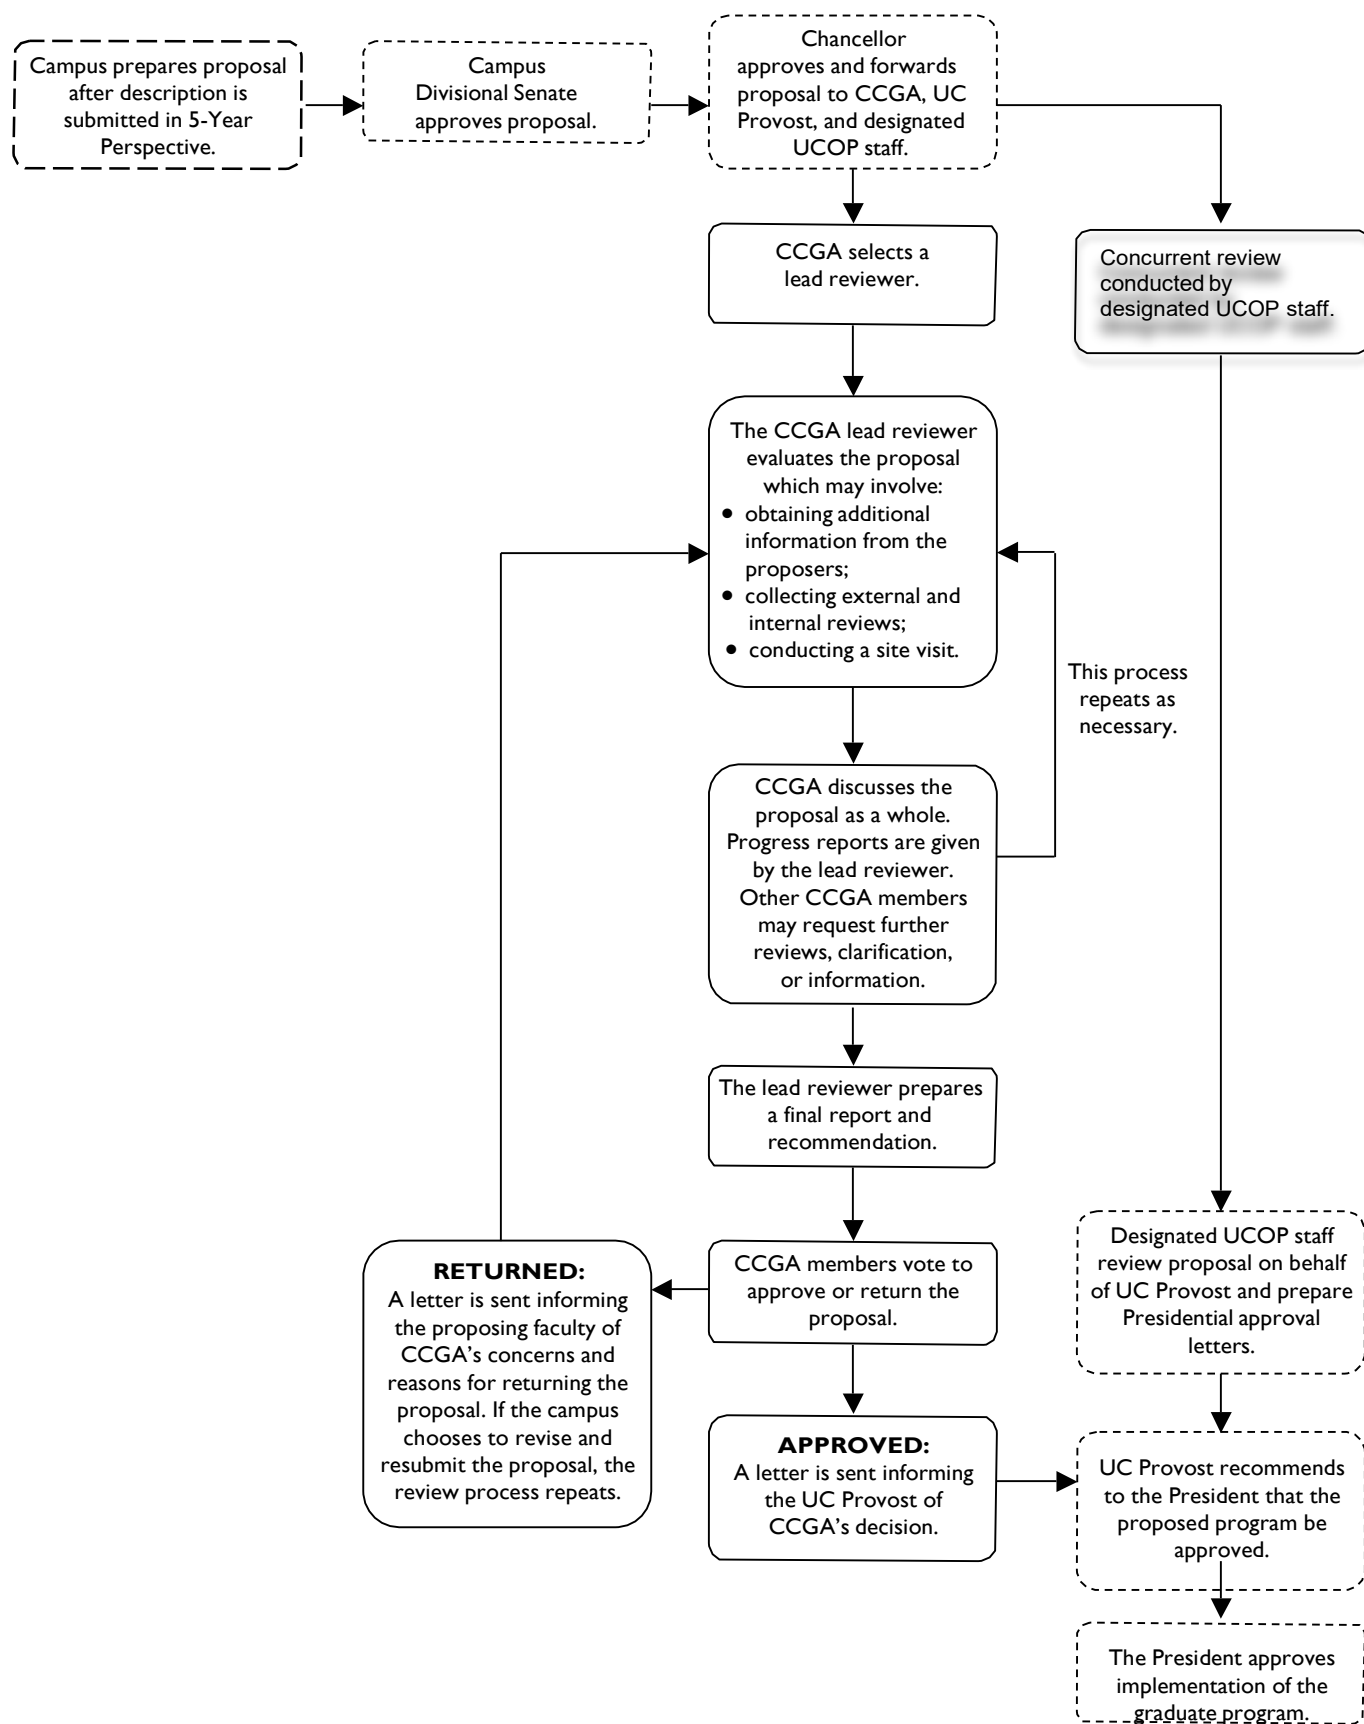 Campus prepares proposal
after description is
submitted in 5-Year
Perspective.
Campus
Divisional Senate
approves proposal.
Chancellor
approves and forwards
proposal to CCGA, UC
Provost, and designated
UCOP staff.
CCGA selects a
lead reviewer.
Concurrent review
conducted by
designated UCOP staff.
The CCGA lead reviewer
evaluates the proposal
which may involve:
• obtaining additional
information from the
proposers;
• collecting external and
internal reviews;
• conducting a site visit.
This process
repeats as
necessary.
CCGA discusses the
proposal as a whole.
Progress reports are given
by the lead reviewer.
Other CCGA members
may request further
reviews, clarification,
or information.
The lead reviewer prepares
a final report and
recommendation.
CCGA members vote to
approve or return the
proposal.
RETURNED:
A letter is sent informing
the proposing faculty of
CCGA’s concerns and
reasons for returning the
proposal. If the campus
chooses to revise and
resubmit the proposal, the
review process repeats.
APPROVED:
A letter is sent informing
the UC Provost of
CCGA’s decision.
Designated UCOP staff
review proposal on behalf
of UC Provost and prepare
Presidential approval
letters.
UC Provost recommends
to the President that the
proposed program be
approved.
The President approves
implementation of the
graduate program.